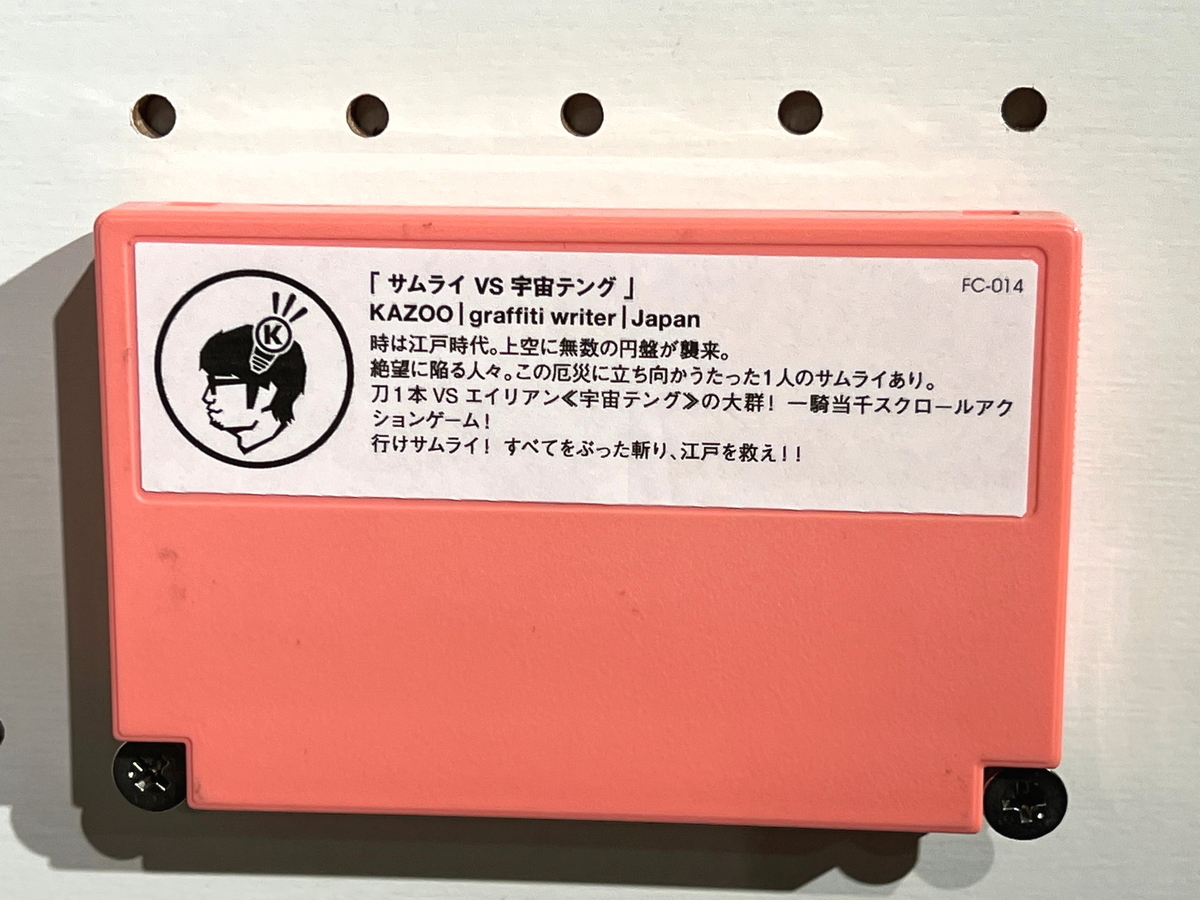 「 サムライ VS 宇宙テング 」
FC-014
KAZOO|graffiti writer|Japan
時は江戸時代。上空に無数の円盤が襲来。
絶望に陥る人々。この厄災に立ち向かうたった1人のサムライあり。
刀1本 VS エイリアン≪宇宙テング≫の大群！ 一騎当千スクロールアク
ションゲーム！
行けサムライ！ すべてをぶった斬り、江戸を救え！！
K